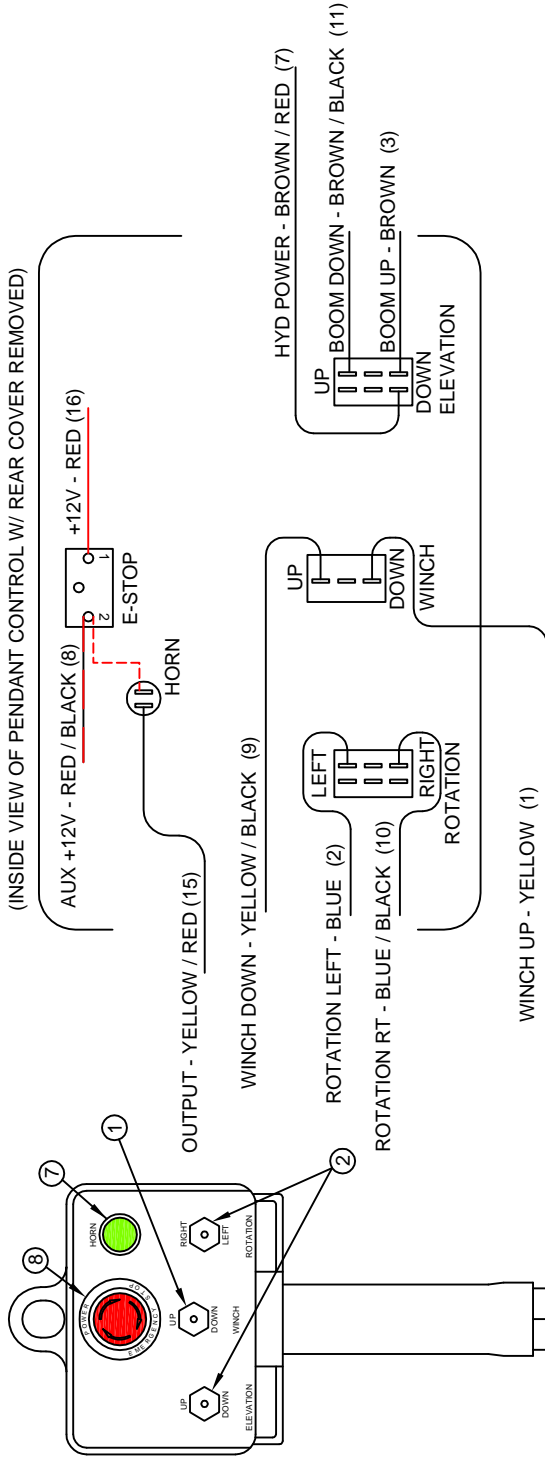 (INSIDE VIEW OF PENDANT CONTROL W/ REAR COVER REMOVED)
AUX +12V - RED / BLACK (8)
+12V - RED (16)
2
1
E-STOP
HORN
OUTPUT - YELLOW / RED (15)
WINCH DOWN - YELLOW / BLACK (9)
HYD POWER - BROWN / RED (7)
ROTATION LEFT - BLUE (2)
LEFT
RIGHT
ROTATION
ROTATION RT - BLUE / BLACK (10)
UP
DOWN
WINCH
UP
DOWN
ELEVATION
BOOM DOWN - BROWN / BLACK (11)
BOOM UP - BROWN (3)
WINCH UP - YELLOW (1)
8
7
1
2
POWER
EMERGENCY STOP
HORN
UP
DOWN
ELEVATION
UP
DOWN
WINCH
RIGHT
LEFT
ROTATION